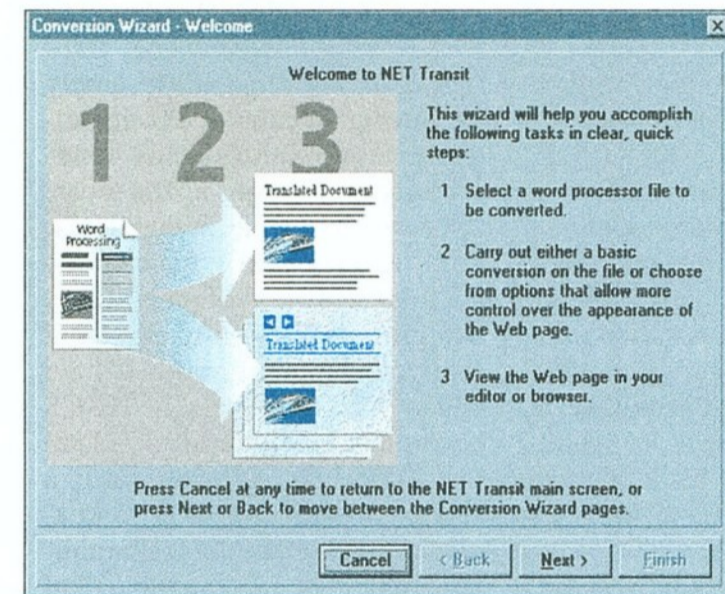 Conversion Wizard - Welcome
Welcome to NET Transit
1 2 3
Word
Processing
Translated Document
Translated Document
This wizard will help you accomplish
the following tasks in clear, quick
steps:
1 Select a word processor file to
be converted.
2 Carry out either a basic
conversion on the file or choose
from options that allow more
control over the appearance of
the Web page.
3 View the Web page in your
editor or browser.
Press Cancel at any time to return to the NET Transit main screen, or
press Next or Back to move between the Conversion Wizard pages.
Cancel < Back Next > Finish